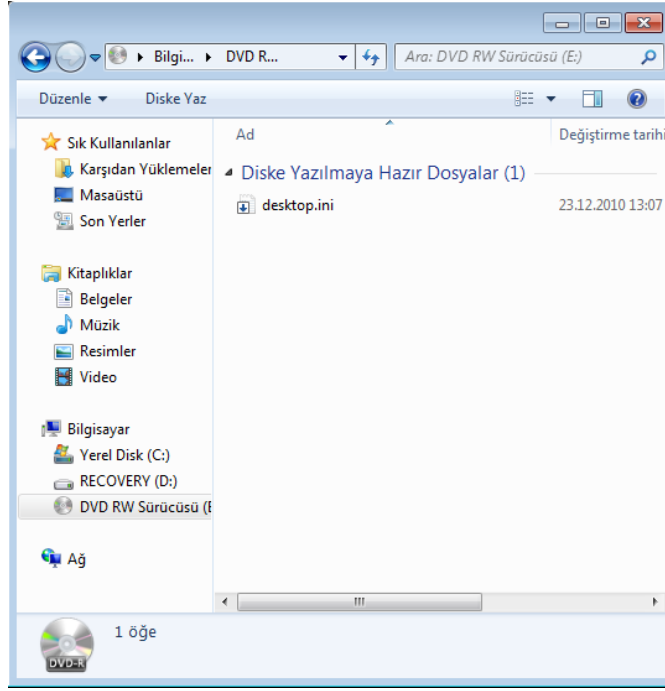 Bilgi... DVD R... Ara: DVD RW Sürücüsü (E:)
Düzenle Diske Yaz
Sık Kullanılanlar
Karşıdan Yüklemeler
Masaüstü
Son Yerler
Kitaplıklar
Belgeler
Müzik
Resimler
Video
Bilgisayar
Yerel Disk (C:)
RECOVERY (D:)
DVD RW Sürücüsü (E
Ağ
Ad Değiştirme tarihi
Diske Yazılmaya Hazır Dosyalar (1)
desktop.ini 23.12.2010 13:07
1 öğe
DVD-R